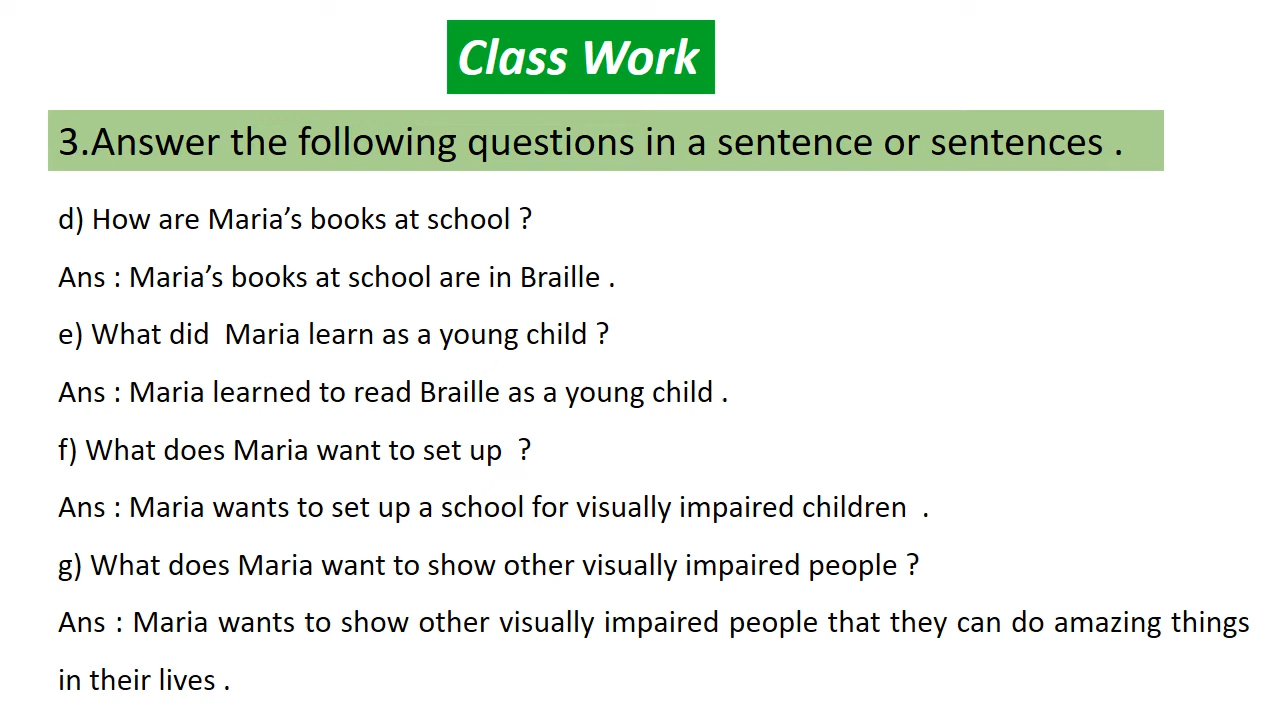 Class Work
3.Answer the following questions in a sentence or sentences .
d) How are Maria’s books at school ?
Ans : Maria’s books at school are in Braille .
e) What did  Maria learn as a young child ?
Ans : Maria learned to read Braille as a young child .
f) What does Maria want to set up  ?
Ans : Maria wants to set up a school for visually impaired children  .
g) What does Maria want to show other visually impaired people ?
Ans : Maria wants to show other visually impaired people that they can do amazing things
in their lives .